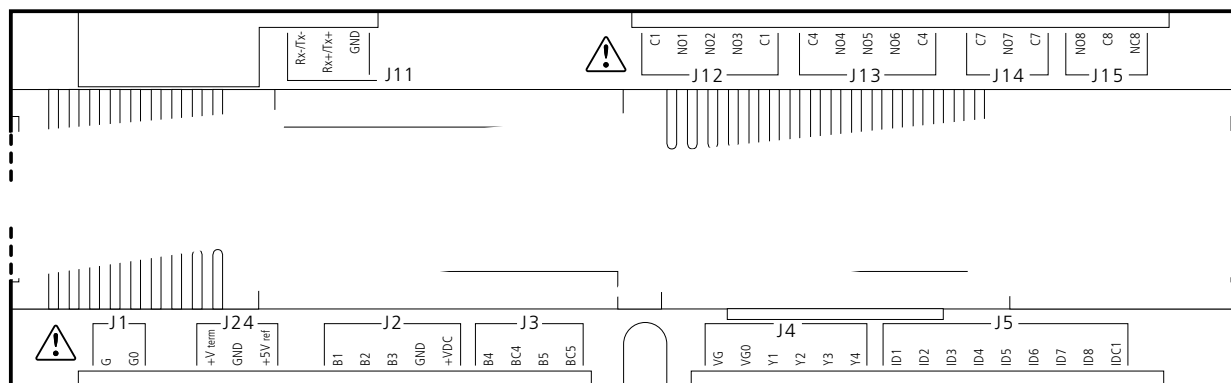 Rx-/Tx-
Rx+/Tx+
GND
J11
C1
NO1
NO2
NO3
C1
J12
C4
NO4
NO5
NO6
C4
J13
C7
NO7
C7
J14
NO8
C8
NC8
J15
J1
G
G0
J24
+V term
GND
+5V ref
J2
B1
B2
B3
GND
+VDC
J3
B4
BC4
B5
BC5
J4
VG
VG0
Y1
Y2
Y3
Y4
J5
ID1
ID2
ID3
ID4
ID5
ID6
ID7
ID8
IDC1